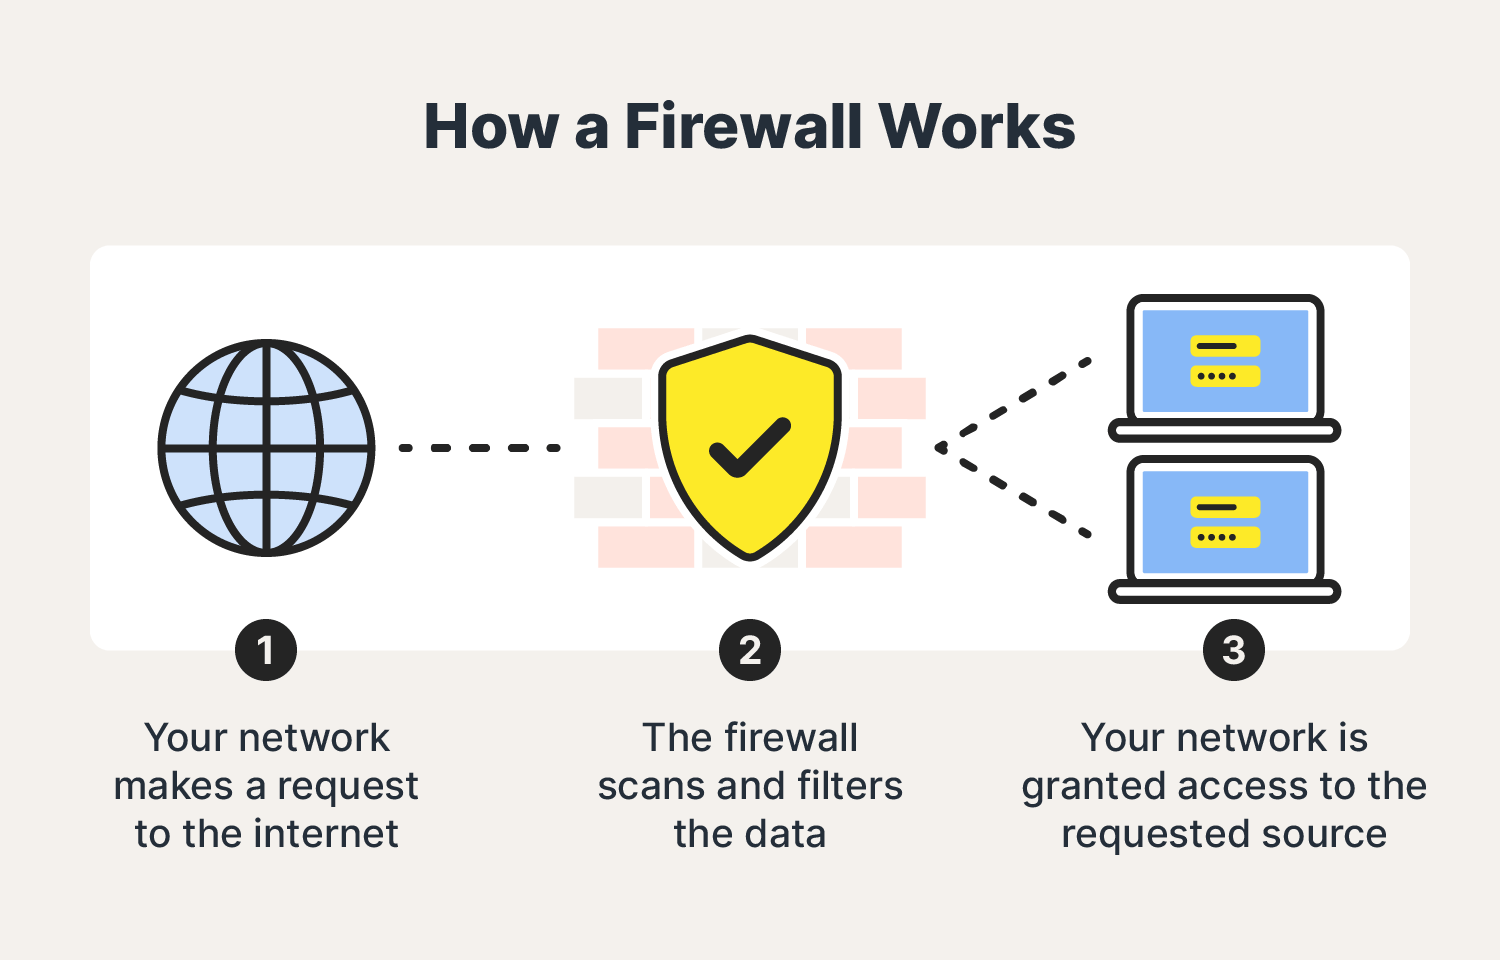 How a Firewall Works
1
Your network
makes a request
to the internet
2
The firewall
scans and filters
the data
3
Your network is
granted access to the
requested source